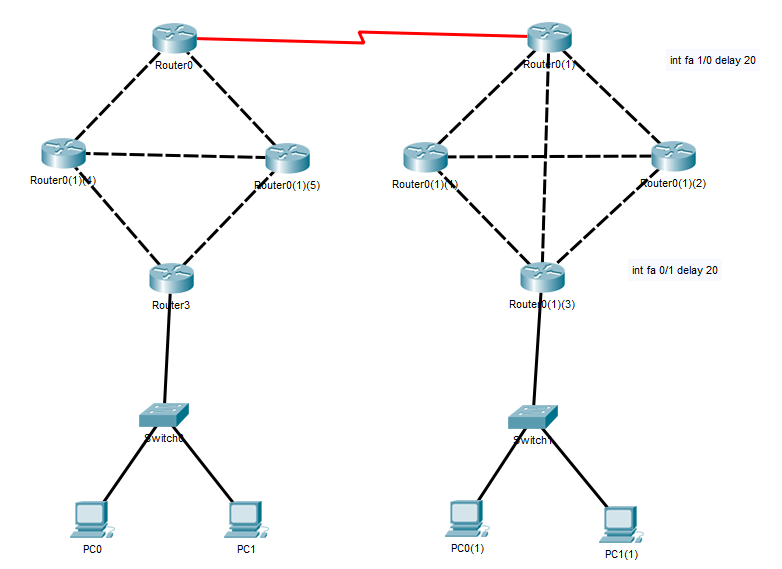 Router0
Router0(1)
int fa 1/0 delay 20
Router0(1)(4)
Router0(1)(5)
Router0(1)(1)
Router0(1)(2)
Router3
Router0(1)(3)
int fa 0/1 delay 20
Switch0
Switch1
PC0
PC1
PC0(1)
PC1(1)